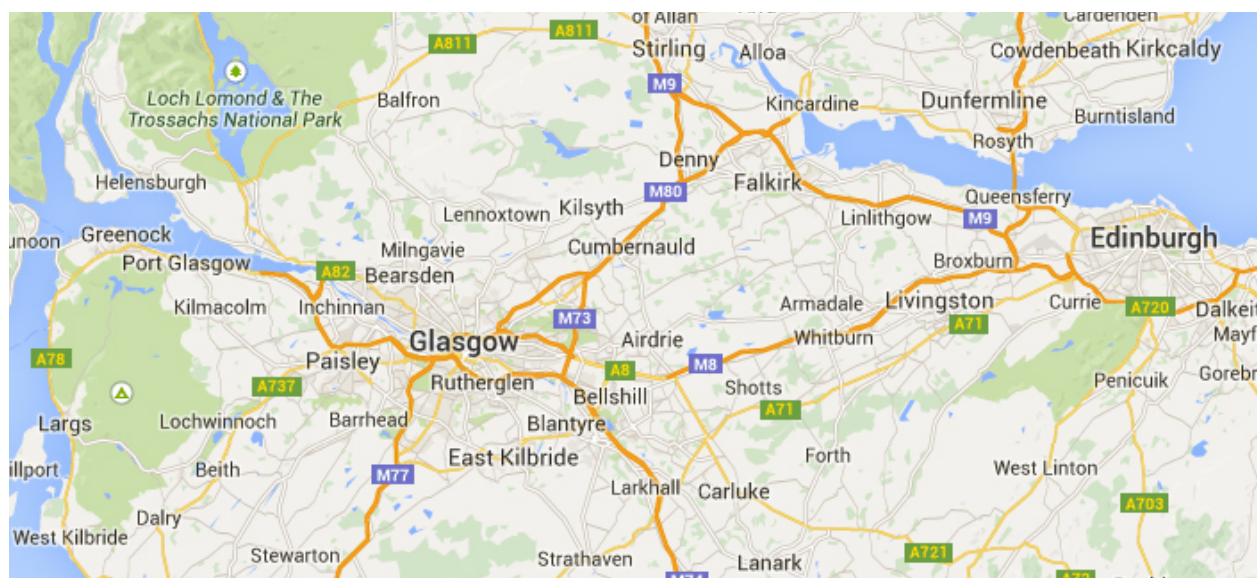 of Allan
Cardenden
A811
A811
Stirling
Alloa
Cowdenbeath
Kirkcaldy
M9
Loch Lomond & The
Trossachs National Park
Balfron
Kincardine
Dunfermline
Burntisland
Rosyth
Denny
Helensburgh
M80
Falkirk
Queensferry
Lennoxtown
Kilsyth
Linlithgow
M9
Greenock
Milngavie
Cumbernauld
Edinburgh
Port Glasgow
A82
Bearsden
Broxburn
Kilmacolm
Inchinnan
M73
Armadale
Livingston
Currie
A720
A71
Glasgow
Airdrie
Whitburn
A78
Paisley
A8
M8
A737
Rutherglen
Bellshill
Shotts
Penicuik
A71
Largs
Lochwinnoch
Barrhead
Blantyre
Beith
M77
East Kilbride
Forth
West Linton
Larkhall
Carluke
A703
Dalry
West Kilbride
Stewarton
Strathaven
Lanark
A721